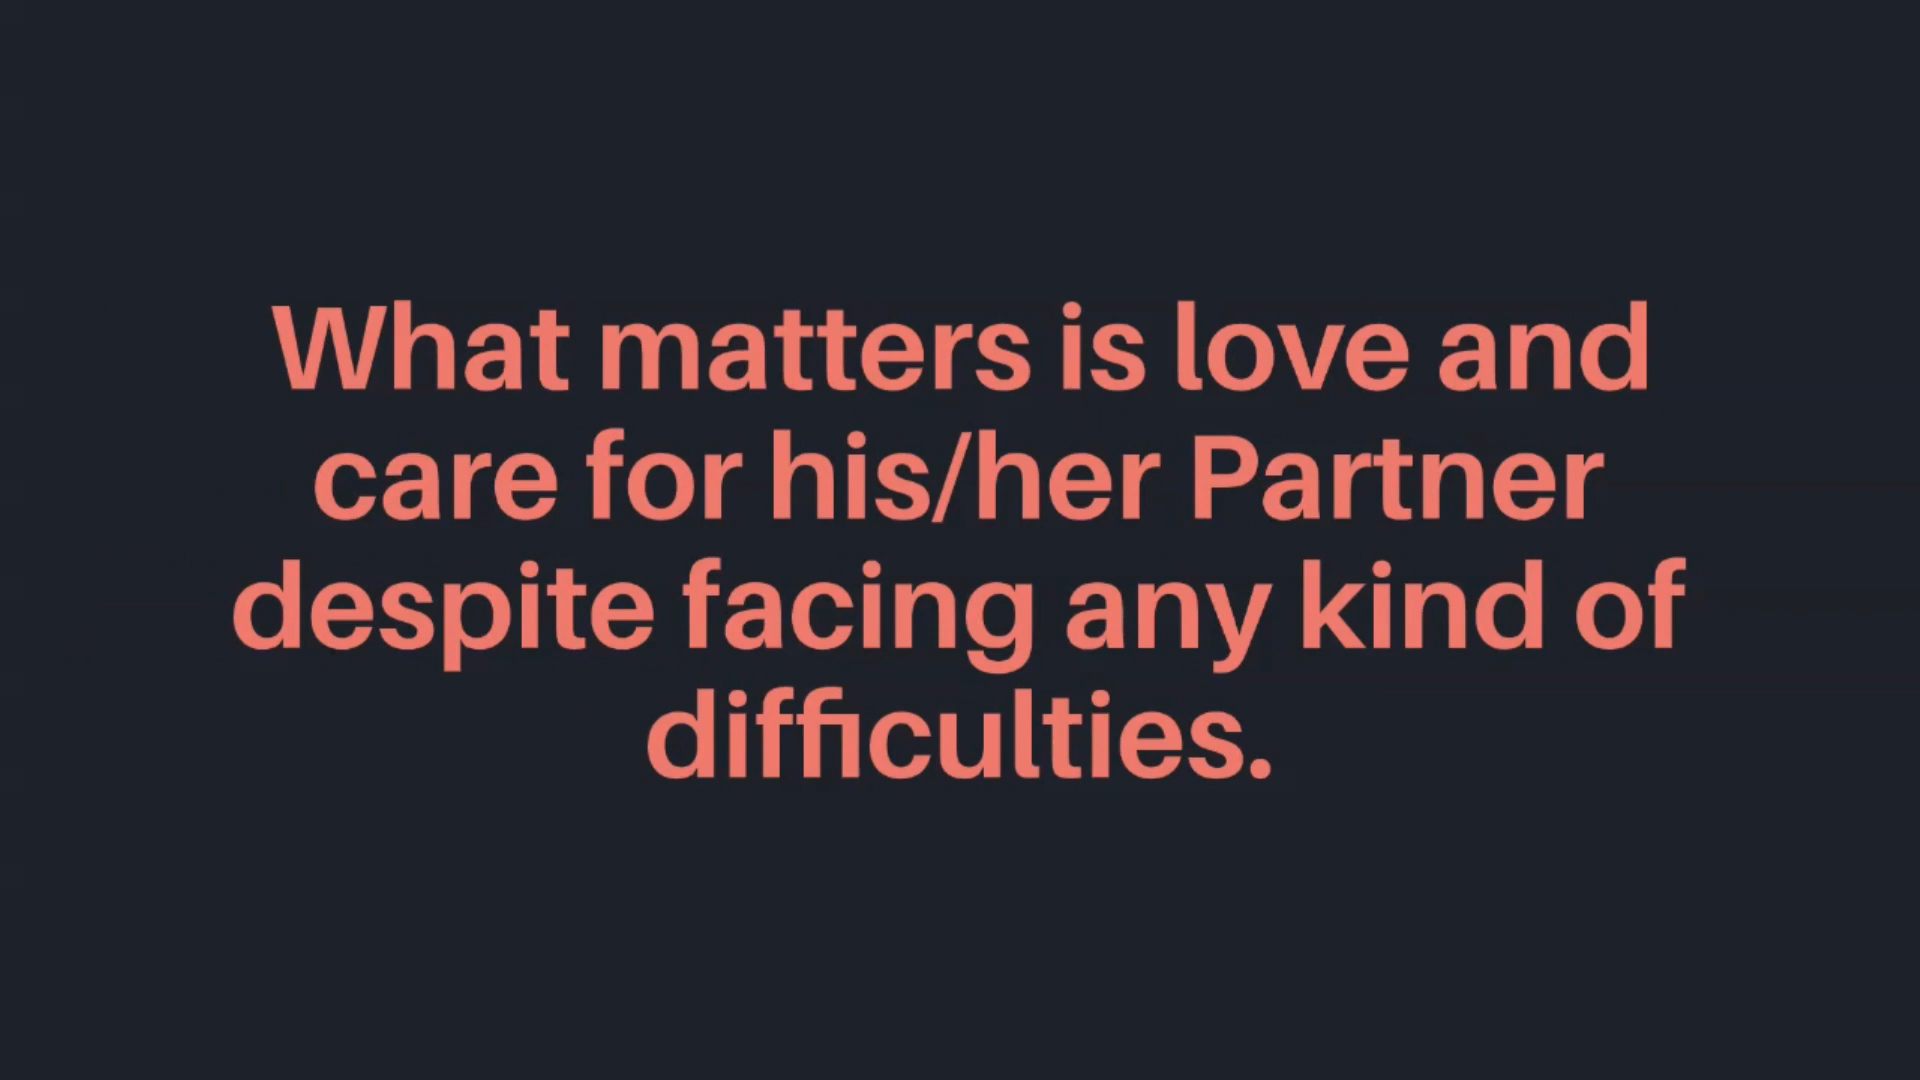 What matters is love and
care for his/her Partner
despite facing any kind of
difficulties.